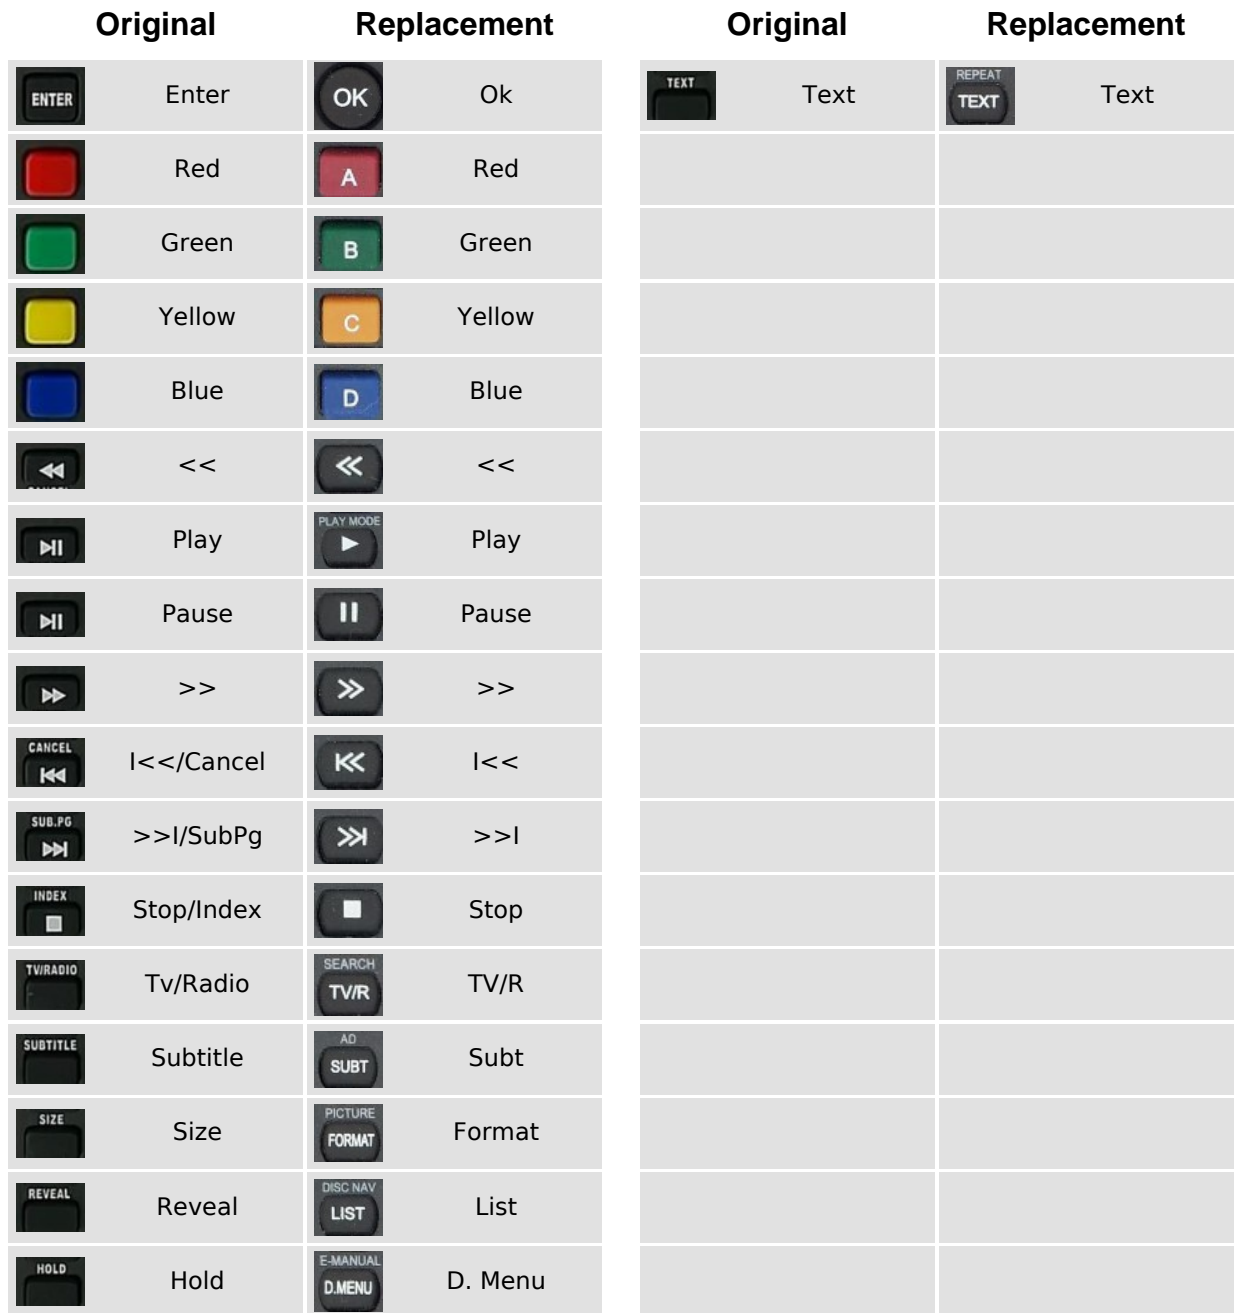 Original Replacement Original Replacement
ENTER Enter OK Ok TEXT Text REPEAT TEXT Text
Red A Red
Green B Green
Yellow C Yellow
Blue D Blue
<< <<
Play PLAY MODE Play
Pause Pause
>> >>
CANCEL I<</Cancel I<<
SUB.PG >>I/SubPg >>I
INDEX Stop/Index Stop
TV/RADIO Tv/Radio SEARCH TV/R TV/R
SUBTITLE Subtitle AD SUBT Subt
SIZE Size PICTURE FORMAT Format
REVEAL Reveal DISC NAV LIST List
HOLD Hold E-MANUAL D.MENU D. Menu